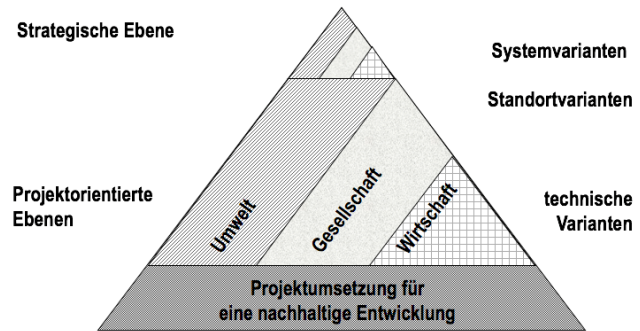 Strategische Ebene
Systemvarianten
Standortvarianten
Projektorientierte
Ebenen
technische
Varianten
Umwelt
Gesellschaft
Wirtschaft
Projektumsetzung für
eine nachhaltige Entwicklung